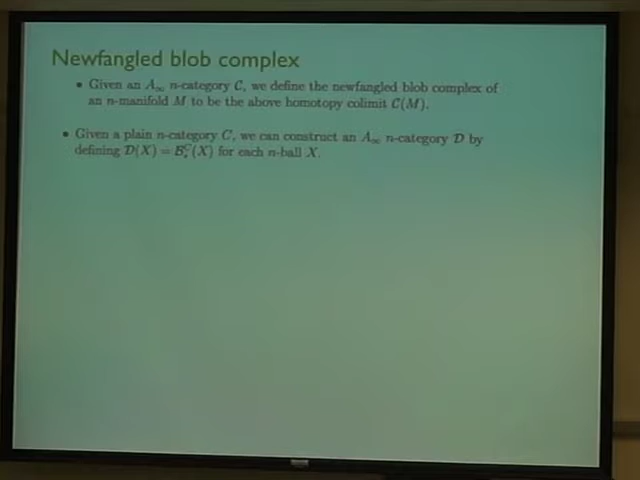 Newfangled blob complex
• Given an A∞ n-category C, we define the newfangled blob complex of
an n-manifold M to be the above homotopy colimit C(M).
• Given a plain n-category C, we can construct an A∞ n-category D by
defining D(X) = B^C_*(X) for each n-ball X.